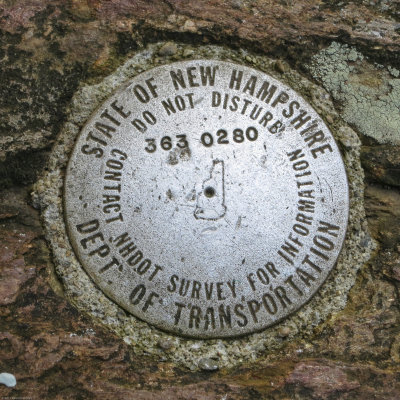 STATE OF NEW HAMPSHIRE
DO NOT DISTURB
363 0280
CONTACT NHDOT SURVEY FOR INFORMATION
DEPT. OF TRANSPORTATION